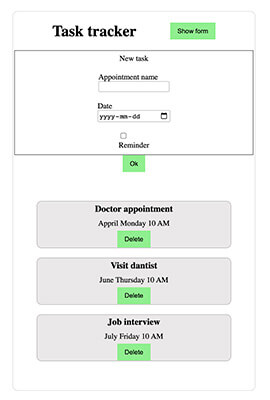 Task tracker
Show form
New task
Appointment name
Date
yyyy-mm-dd
Reminder
Ok
Doctor appointment
Appril Monday 10 AM
Delete
Visit dantist
June Thursday 10 AM
Delete
Job interview
July Friday 10 AM
Delete